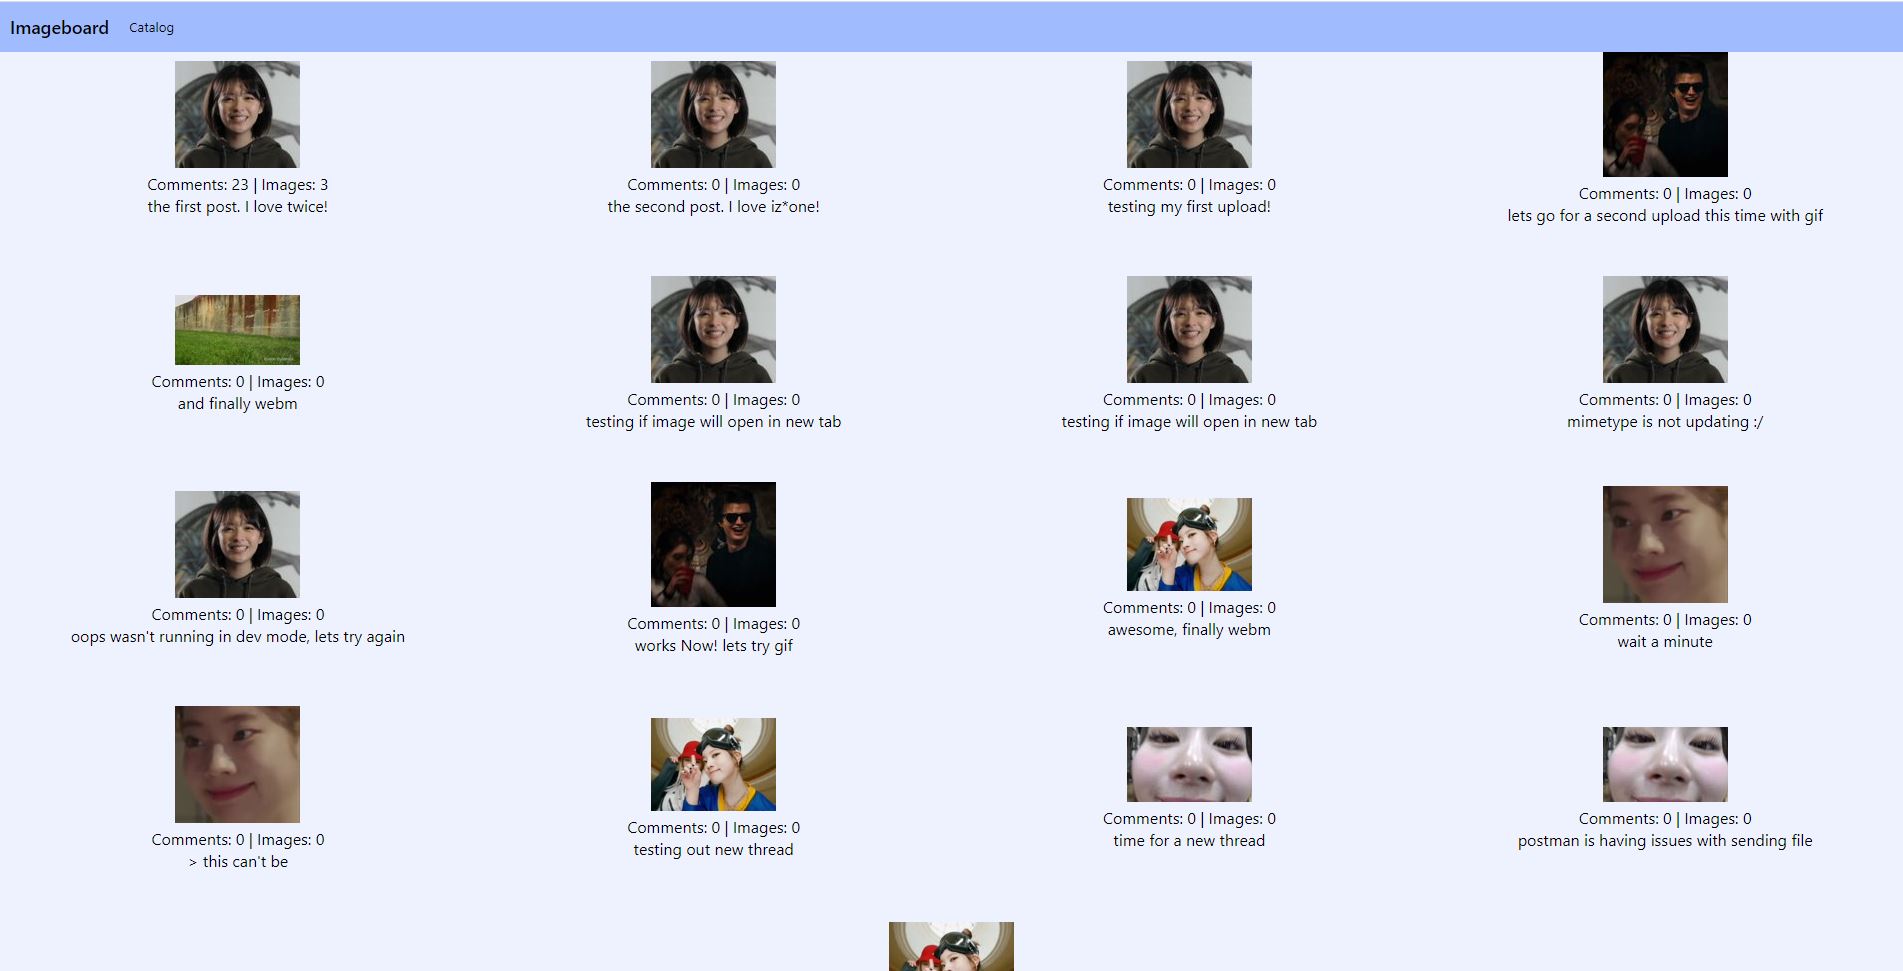 Imageboard Catalog
Comments: 23 | Images: 3
the first post. I love twice!
Comments: 0 | Images: 0
the second post. I love iz*one!
Comments: 0 | Images: 0
testing my first upload!
Comments: 0 | Images: 0
lets go for a second upload this time with gif
Comments: 0 | Images: 0
and finally webm
Comments: 0 | Images: 0
testing if image will open in new tab
Comments: 0 | Images: 0
testing if image will open in new tab
Comments: 0 | Images: 0
mimetype is not updating :/
Comments: 0 | Images: 0
oops wasn't running in dev mode, lets try again
Comments: 0 | Images: 0
works Now! lets try gif
Comments: 0 | Images: 0
awesome, finally webm
Comments: 0 | Images: 0
wait a minute
Comments: 0 | Images: 0
> this can't be
Comments: 0 | Images: 0
testing out new thread
Comments: 0 | Images: 0
time for a new thread
Comments: 0 | Images: 0
postman is having issues with sending file